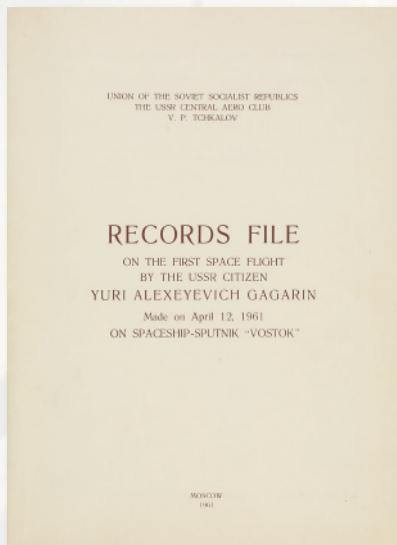 UNION OF THE SOVIET SOCIALIST REPUBLICS
THE USSR CENTRAL AERO CLUB
V. P. TCHKALOV
RECORDS FILE
ON THE FIRST SPACE FLIGHT
BY THE USSR CITIZEN
YURI ALEXEYEVICH GAGARIN
Made on April 12, 1961
ON SPACESHIP-SPUTNIK "VOSTOK"
MOSCOW
1961